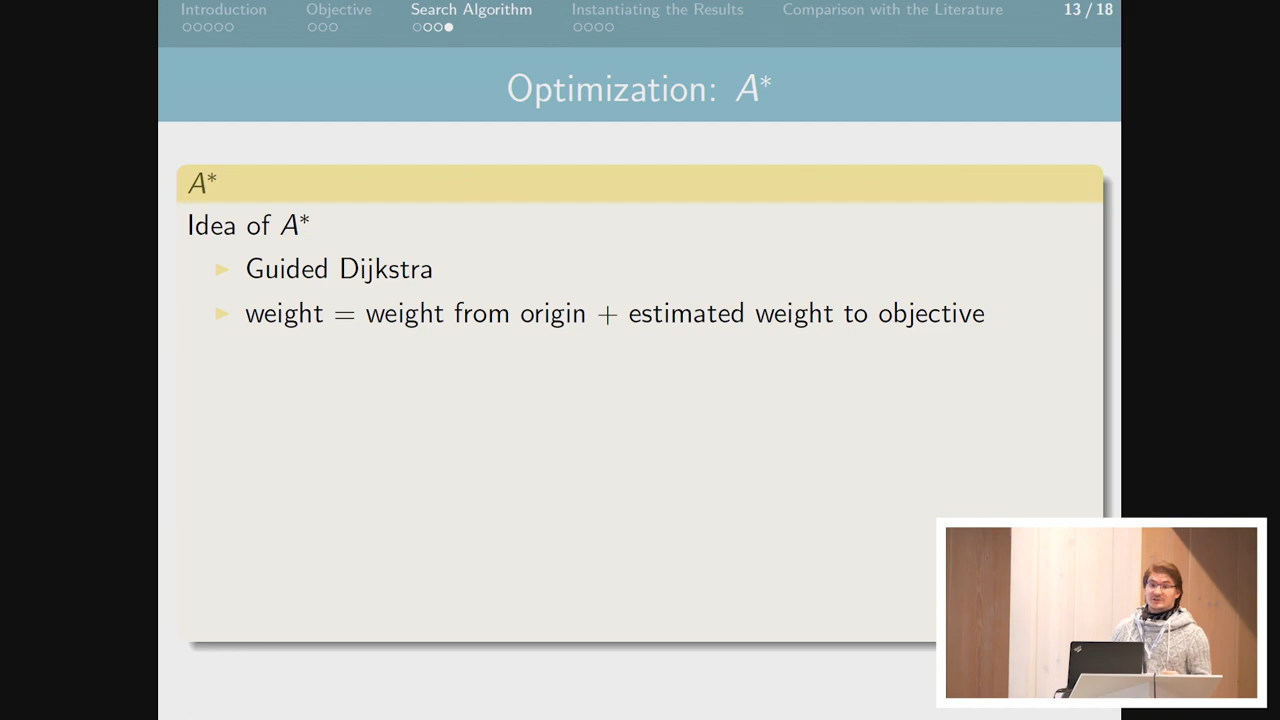 Introduction Objective Search Algorithm Instantiating the Results Comparison with the Literature 13 / 18
Optimization: A*
A*
Idea of A*
Guided Dijkstra
weight = weight from origin + estimated weight to objective